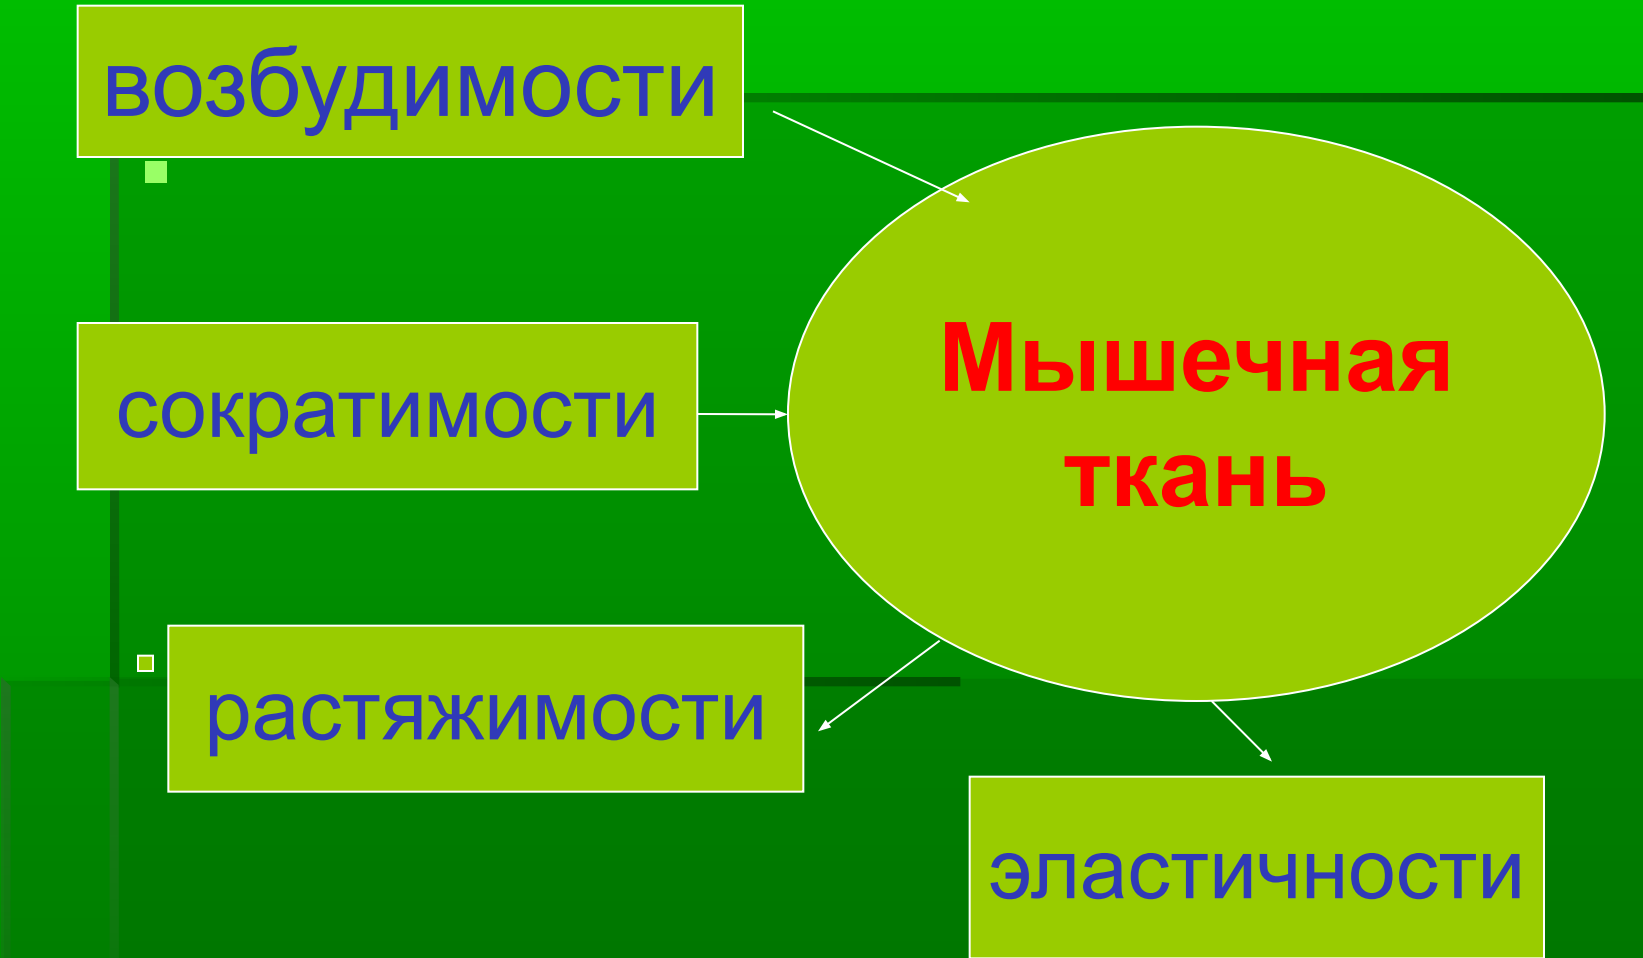 возбудимости
сократимости
Мышечная
ткань
растяжимости
эластичности